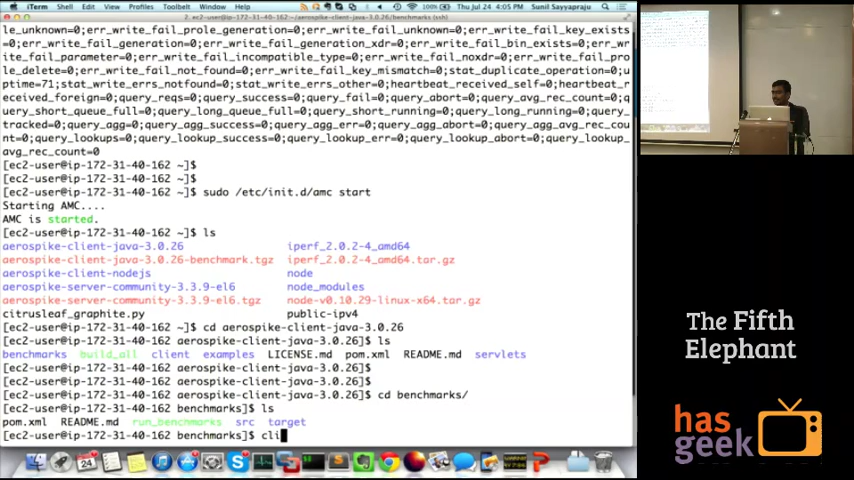 iTerm Shell Edit View Profiles Toolbelt Window Help
100% Thu Jul 24 4:05 PM Sunil Sayyapraju
2. ec2-user@ip-172-31-40-162:~/aerospike-client-java-3.0.26/benchmarks (ssh)
le_unknown=0;err_write_fail_prole_generation=0;err_write_fail_key_exists
=0;err_write_fail_generation=0;err_write_fail_generation_xdr=0;err_write_fail_bin_exists=0;err_wr
ite_fail_parameter=0;err_write_fail_incompatible_type=0;err_write_fail_noxdr=0;err_write_fail_pro
le_delete=0;err_write_fail_not_found=0;err_write_fail_key_mismatch=0;stat_duplicate_operation=0;u
ptime=71;stat_write_errs_notfound=0;stat_write_errs_other=0;heartbeat_received_self=0;heartbeat_r
eceived_foreign=0;query_reqs=0;query_success=0;query_fail=0;query_abort=0;query_avg_rec_count=0;q
uery_short_queue_full=0;query_long_queue_full=0;query_short_running=0;query_long_running=0;query_
tracked=0;query_agg=0;query_agg_success=0;query_agg_err=0;query_agg_abort=0;query_agg_avg_rec_cou
nt=0;query_lookups=0;query_lookup_success=0;query_lookup_err=0;query_lookup_abort=0;query_lookup_
avg_rec_count=0
[ec2-user@ip-172-31-40-162 ~]$
[ec2-user@ip-172-31-40-162 ~]$
[ec2-user@ip-172-31-40-162 ~]$ sudo /etc/init.d/amc start
Starting AMC....
AMC is started.
[ec2-user@ip-172-31-40-162 ~]$ ls
aerospike-client-java-3.0.26 iperf_2.0.2-4_amd64
aerospike-client-java-3.0.26-benchmark.tgz iperf_2.0.2-4_amd64.tar.gz
aerospike-client-nodejs node
aerospike-server-community-3.3.9-el6 node_modules
aerospike-server-community-3.3.9-el6.tgz node-v0.10.29-linux-x64.tar.gz
citrusleaf_graphite.py public-ipv4
[ec2-user@ip-172-31-40-162 ~]$ cd aerospike-client-java-3.0.26
[ec2-user@ip-172-31-40-162 aerospike-client-java-3.0.26]$ ls
benchmarks build_all client examples LICENSE.md pom.xml README.md servlets
[ec2-user@ip-172-31-40-162 aerospike-client-java-3.0.26]$
[ec2-user@ip-172-31-40-162 aerospike-client-java-3.0.26]$
[ec2-user@ip-172-31-40-162 aerospike-client-java-3.0.26]$ cd benchmarks/
[ec2-user@ip-172-31-40-162 benchmarks]$ ls
pom.xml README.md run_benchmarks src target
[ec2-user@ip-172-31-40-162 benchmarks]$ cli
The Fifth
Elephant
has
geek